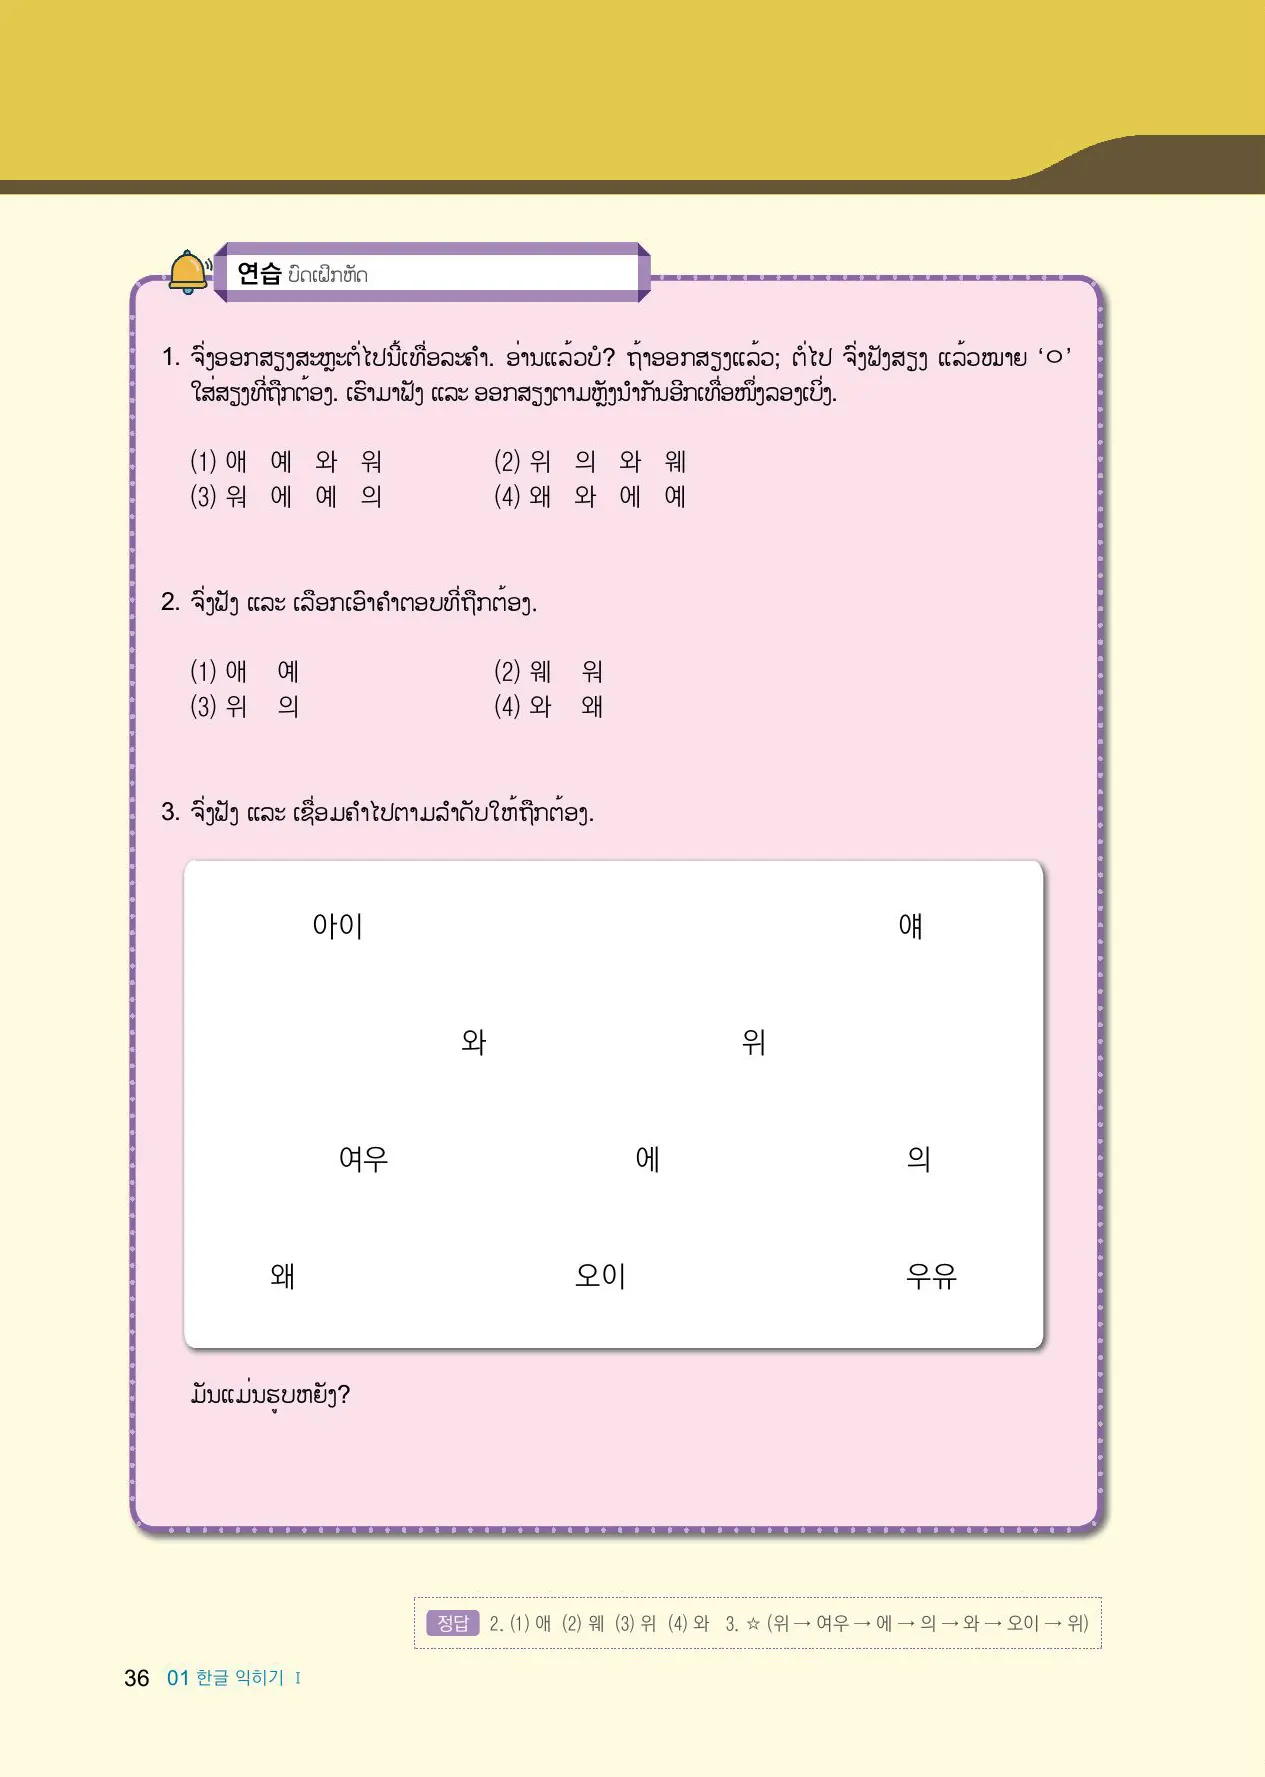 연습 ບົດເຝິກຫັດ
1. ຈົ່ງອອກສຽງສະຫຼະຕໍ່ໄປນີ້ເທື່ອລະຄໍາ. ອ່ານແລ້ວບໍ? ຖ້າອອກສຽງແລ້ວ; ຕໍ່ໄປ ຈົ່ງຟັງສຽງ ແລ້ວໝາຍ ‘ㅇ’
ໃສ່ສຽງທີ່ຖືກຕ້ອງ. ເຮົາມາຟັງ ແລະ ອອກສຽງຕາມຫຼັງນໍາກັນອີກເທື່ອໜຶ່ງລອງເບິ່ງ.
(1) 애 예 와 워 (2) 위 의 와 웨
(3) 워 에 예 의 (4) 왜 와 에 예
2. ຈົ່ງຟັງ ແລະ ເລືອກເອົາຄໍາຕອບທີ່ຖືກຕ້ອງ.
(1) 애 예 (2) 웨 워
(3) 위 의 (4) 와 왜
3. ຈົ່ງຟັງ ແລະ ເຊື່ອມຄໍາໄປຕາມລໍາດັບໃຫ້ຖືກຕ້ອງ.
아이 얘
와 위
여우 에 의
왜 오이 우유
ມັນແມ່ນຮູບຫຍັງ?
정답 2. (1) 애 (2) 웨 (3) 위 (4) 와 3. ☆ (위 → 여우 → 에 → 의 → 와 → 오이 → 위)
36 01 한글 익히기 Ⅰ